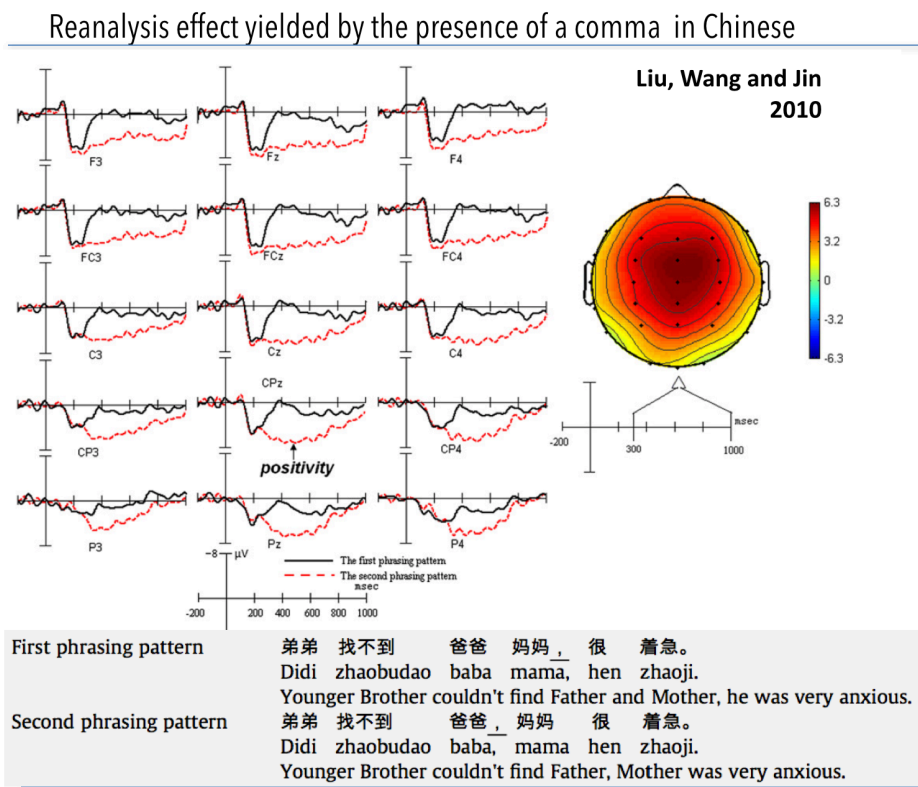 Reanalysis effect yielded by the presence of a comma in Chinese
Liu, Wang and Jin
2010
F3
Fz
F4
FC3
FCz
FC4
C3
Cz
C4
CP3
CPz
CP4
positivity
P3
Pz
P4
6.3
3.2
0
-3.2
-6.3
msec
-200
300
1000
-8 μV
The first phrasing pattern
The second phrasing pattern
msec
-200 200 400 600 800 1000
First phrasing pattern 弟弟 找不到 爸爸 妈妈, 很 着急。
Didi zhaobudao baba mama, hen zhaoji.
Younger Brother couldn't find Father and Mother, he was very anxious.
Second phrasing pattern 弟弟 找不到 爸爸, 妈妈 很 着急。
Didi zhaobudao baba, mama hen zhaoji.
Younger Brother couldn't find Father, Mother was very anxious.